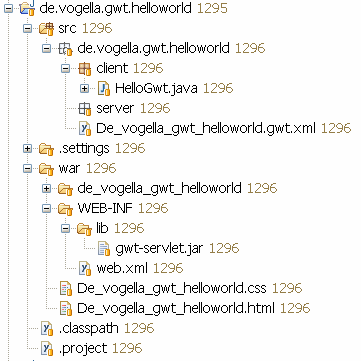 de.vogella.gwt.helloworld 1295
src 1296
de.vogella.gwt.helloworld 1296
client 1296
HelloGwt.java 1296
server 1296
De_vogella_gwt_helloworld.gwt.xml 1296
.settings 1296
war 1296
de_vogella_gwt_helloworld 1296
WEB-INF 1296
lib 1296
gwt-servlet.jar 1296
web.xml 1296
De_vogella_gwt_helloworld.css 1296
De_vogella_gwt_helloworld.html 1296
.classpath 1296
.project 1296